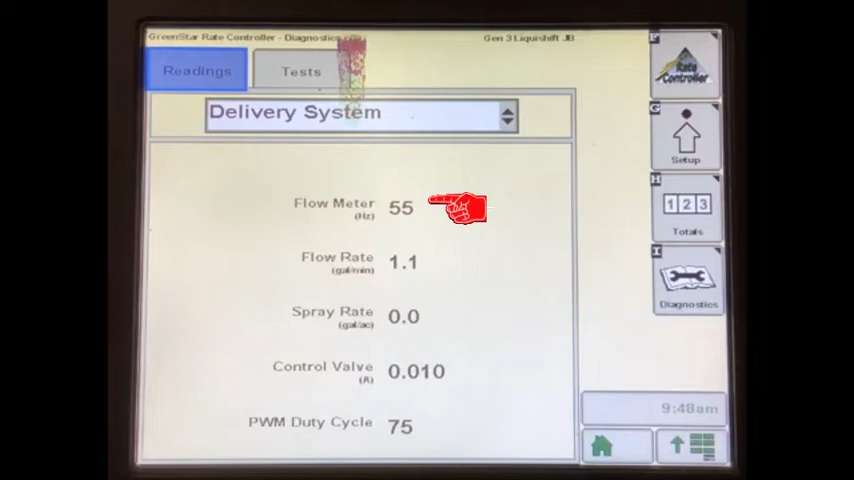 GreenStar Rate Controller - Diagnostics
Gen 3 Liquishift JB
Readings
Tests
Delivery System
Flow Meter 55
(Hz)
Flow Rate 1.1
(gal/min)
Spray Rate 0.0
(gal/ac)
Control Valve 0.010
(A)
PWM Duty Cycle 75
F
Rate
Controller
G
Setup
H
1 2 3
Totals
I
Diagnostics
9:48am